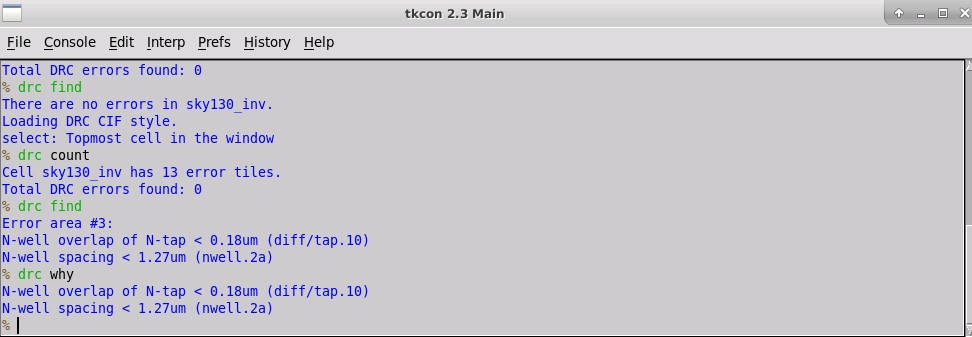 tkcon 2.3 Main
File Console Edit Interp Prefs History Help
Total DRC errors found: 0
% drc find
There are no errors in sky130_inv.
Loading DRC CIF style.
select: Topmost cell in the window
% drc count
Cell sky130_inv has 13 error tiles.
Total DRC errors found: 0
% drc find
Error area #3:
N-well overlap of N-tap < 0.18um (diff/tap.10)
N-well spacing < 1.27um (nwell.2a)
% drc why
N-well overlap of N-tap < 0.18um (diff/tap.10)
N-well spacing < 1.27um (nwell.2a)
%